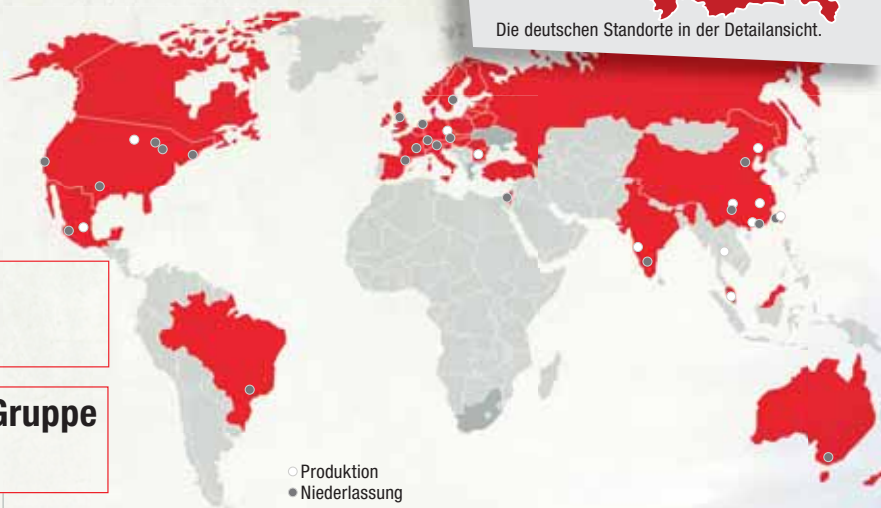 Die deutschen Standorte in der Detailansicht.
Gruppe
Produktion
Niederlassung